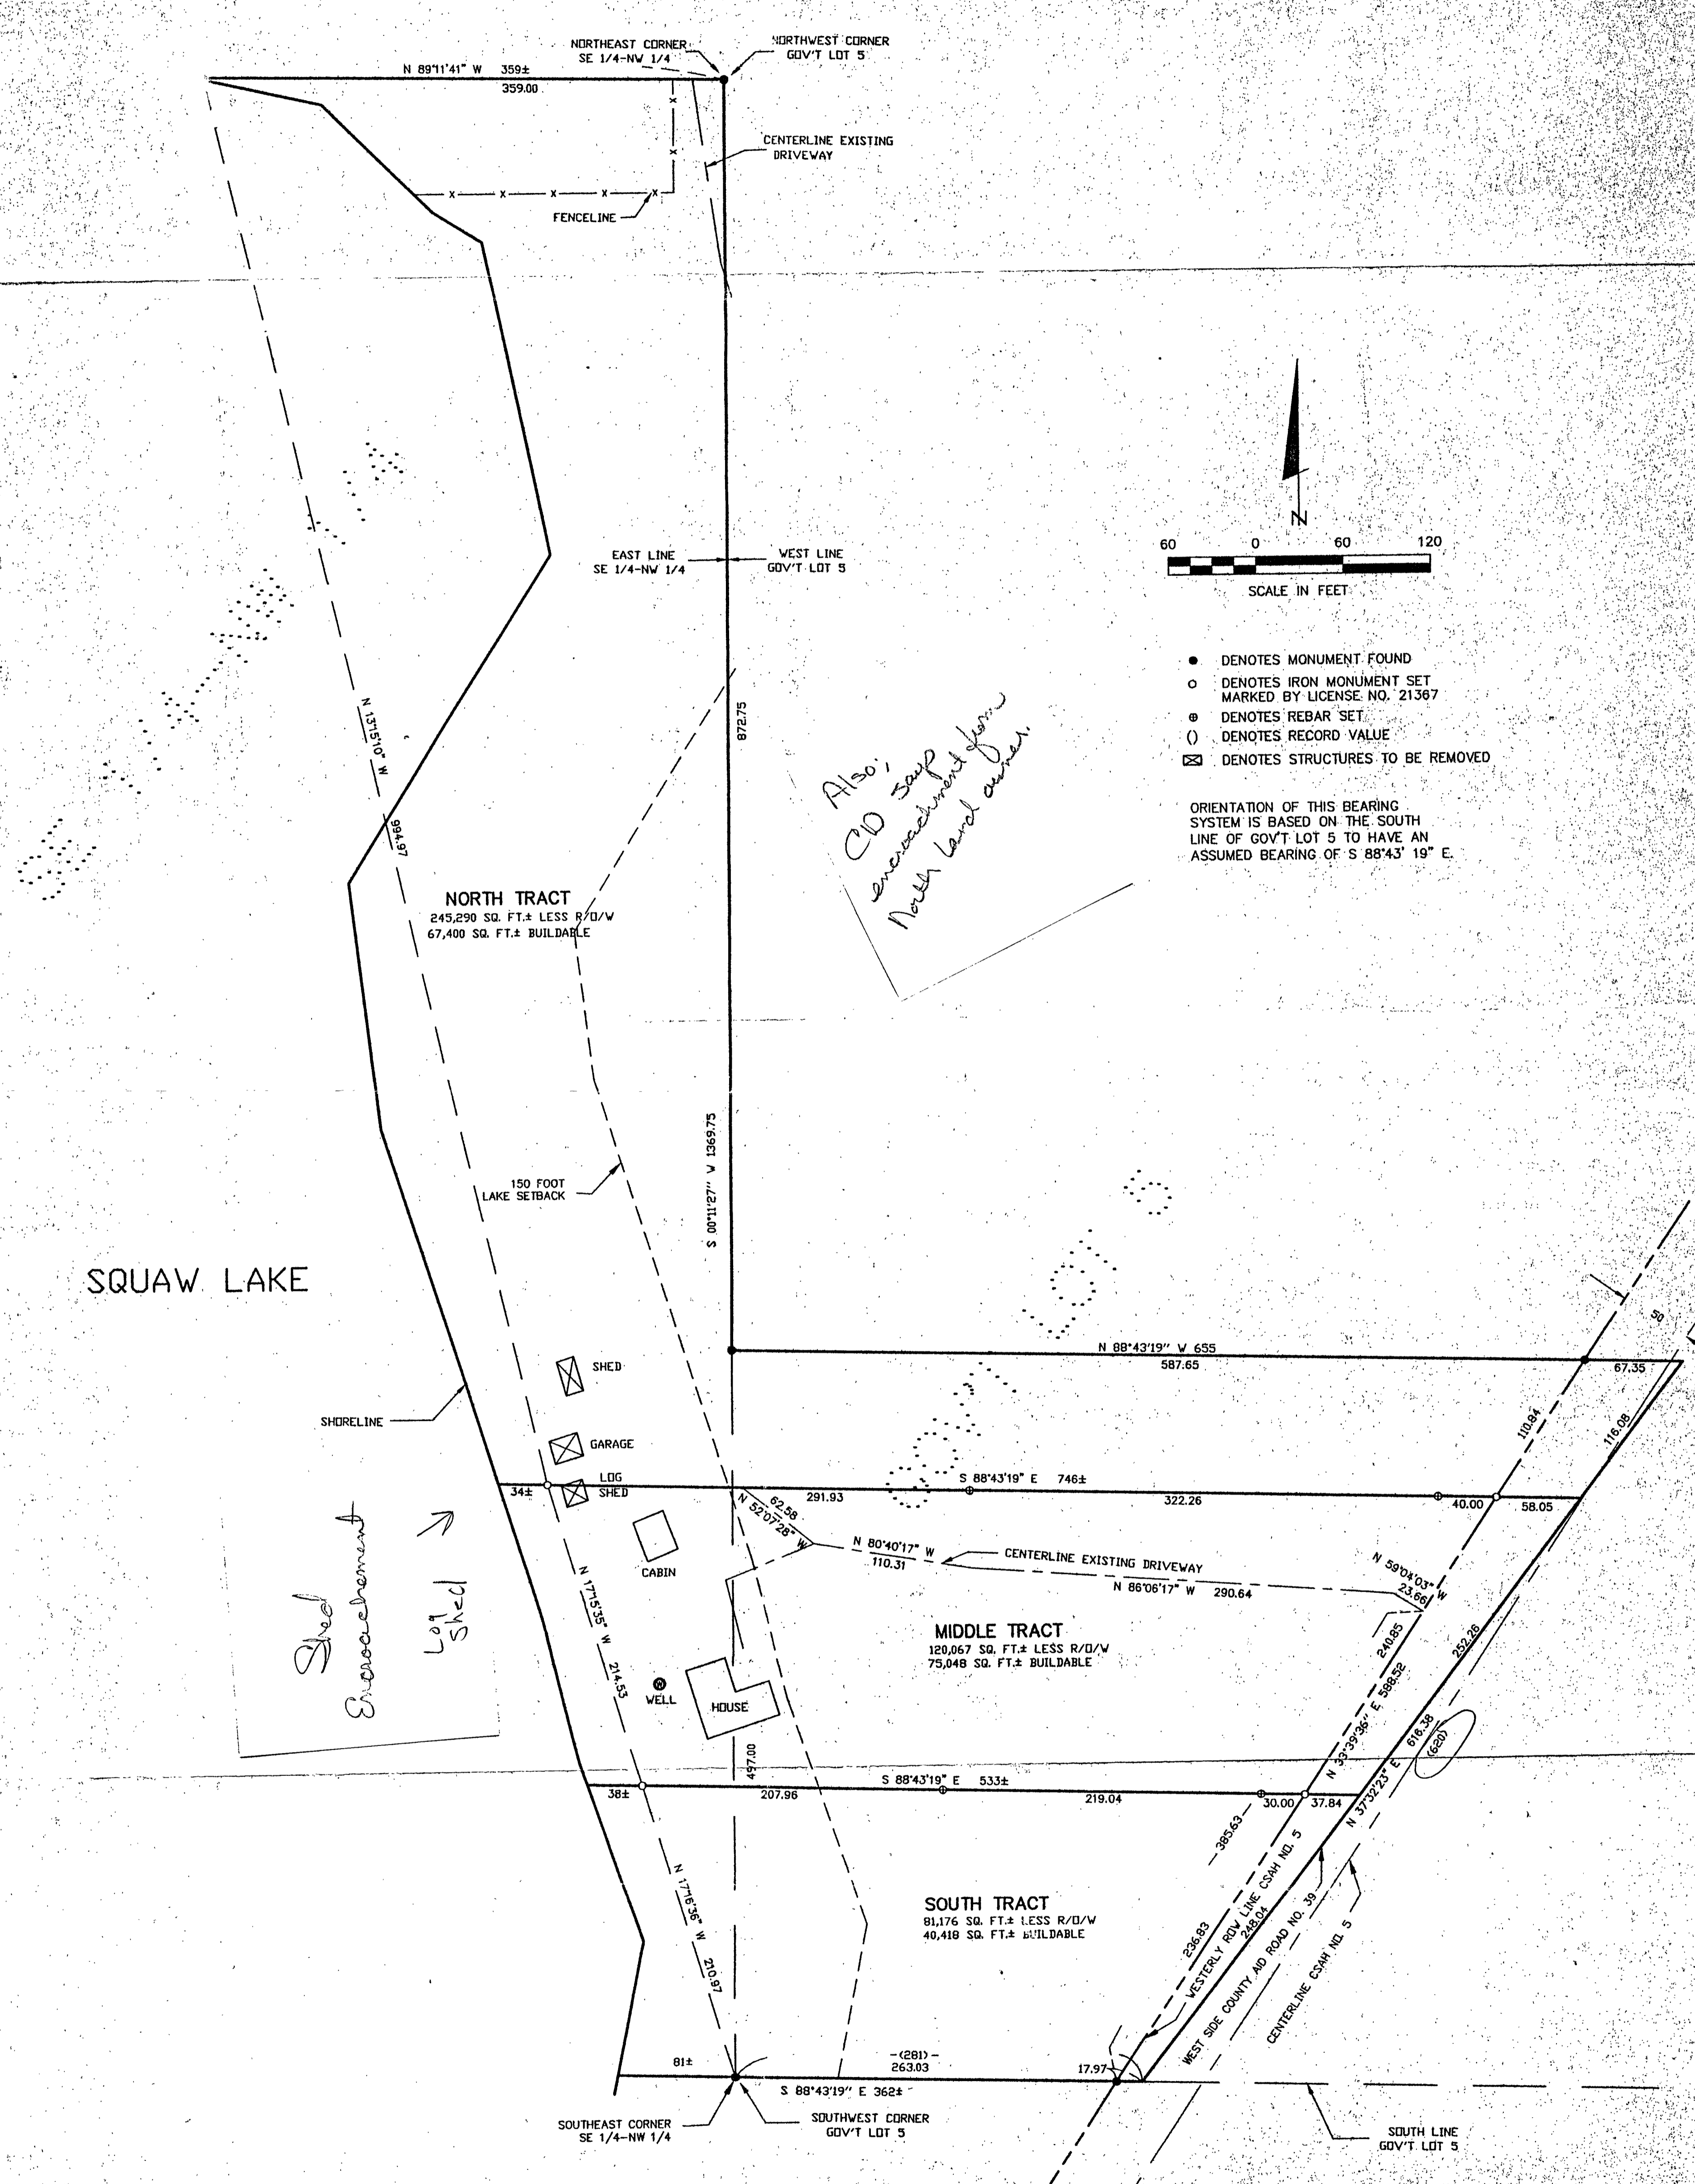 NORTHEAST CORNER
SE 1/4-NW 1/4
NORTHWEST CORNER
GOV'T LOT 5
N 89°11'41" W 359±
359.00
CENTERLINE EXISTING
DRIVEWAY
FENCELINE
EAST LINE
SE 1/4-NW 1/4
WEST LINE
GOV'T LOT 5
N
60 0 60 120
SCALE IN FEET
DENOTES MONUMENT FOUND
DENOTES IRON MONUMENT SET
MARKED BY LICENSE NO. 21367
DENOTES REBAR SET
() DENOTES RECORD VALUE
DENOTES STRUCTURES TO BE REMOVED
ORIENTATION OF THIS BEARING
SYSTEM IS BASED ON THE SOUTH
LINE OF GOV'T LOT 5 TO HAVE AN
ASSUMED BEARING OF S 88°43' 19" E.
N 13°15'10" W
994.97
872.75
Also;
CD says
encroachment from
North land owner.
NORTH TRACT
245,290 SQ. FT.± LESS R/O/W
67,400 SQ. FT.± BUILDABLE
S 00°11'27" W 1369.75
150 FOOT
LAKE SETBACK
SQUAW LAKE
LOT 5
N 88°43'19" W 655
587.65
67.35
50
110.84
116.08
SHED
SHORELINE
GARAGE
LOG
SHED
34±
S 88°43'19" E 746±
291.93
322.26
40.00
58.05
62.58
N 52°07'28" W
N 80°40'17" W
110.31
CENTERLINE EXISTING DRIVEWAY
N 86°06'17" W 290.64
N 59°04'03" W
23.66
CABIN
Shed
Encroachement
Log
Shed
N 17°15'35" W
214.53
MIDDLE TRACT
120,067 SQ. FT.± LESS R/O/W
75,048 SQ. FT.± BUILDABLE
240.85
252.26
N 33°39'36" E 588.52
WELL
HOUSE
497.00
616.38
(620)
N 37°32'23" E
38±
207.96
S 88°43'19" E 533±
219.04
30.00
37.84
385.63
N 17°16'36" W
210.97
SOUTH TRACT
81,176 SQ. FT.± LESS R/O/W
40,418 SQ. FT.± BUILDABLE
236.83
WESTERLY ROW LINE CSAH NO. 5
248.04
WEST SIDE COUNTY AID ROAD NO. 39
CENTERLINE CSAH NO. 5
81±
(281)
263.03
17.97
S 88°43'19" E 362±
SOUTHEAST CORNER
SE 1/4-NW 1/4
SOUTHWEST CORNER
GOV'T LOT 5
SOUTH LINE
GOV'T LOT 5